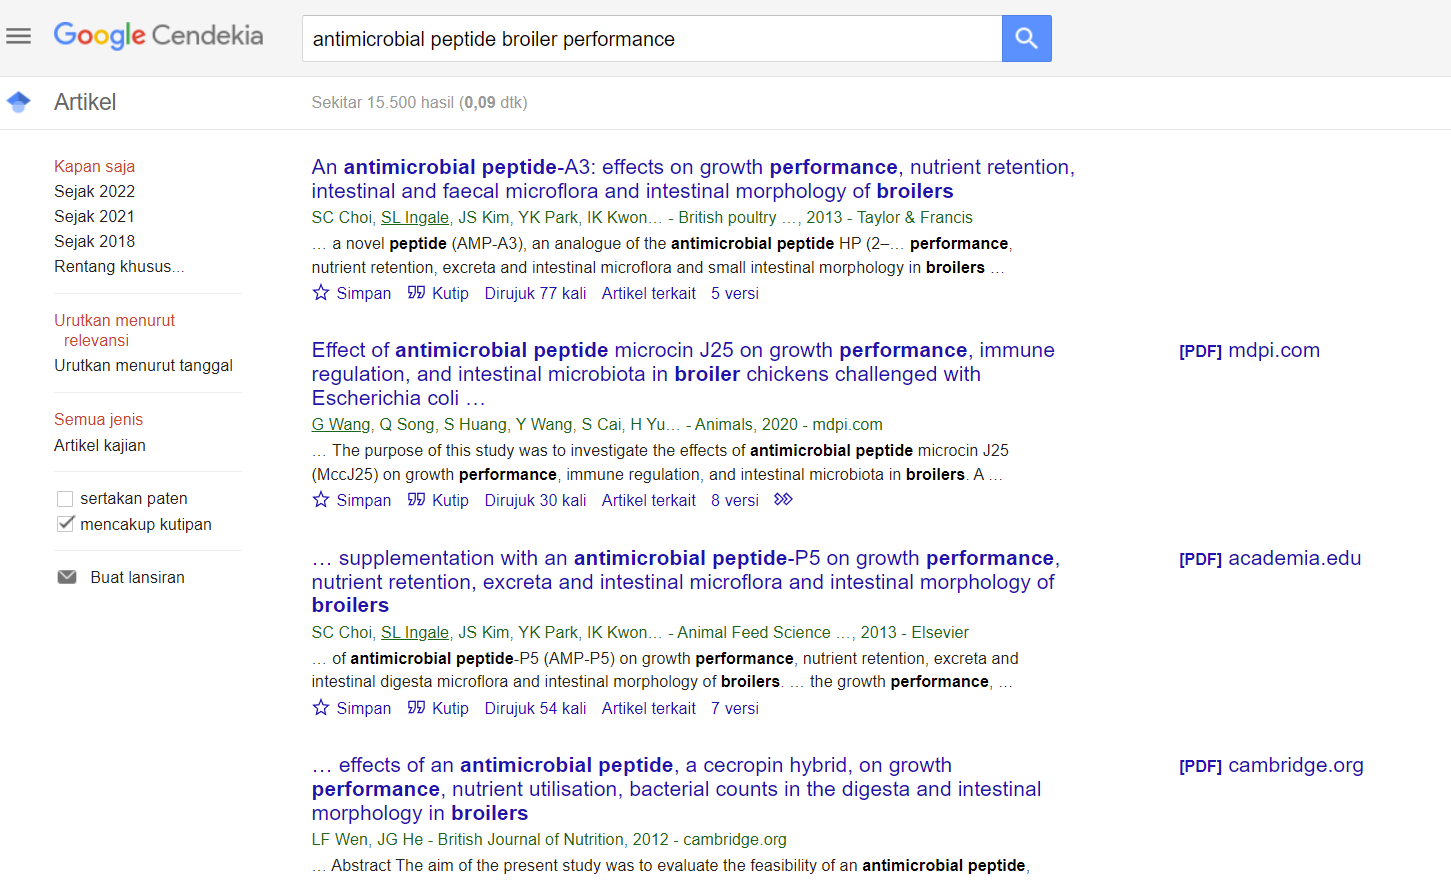 Google Cendekia
antimicrobial peptide broiler performance
Artikel
Sekitar 15.500 hasil (0,09 dtk)
Kapan saja
Sejak 2022
Sejak 2021
Sejak 2018
Rentang khusus...
Urutkan menurut
relevansi
Urutkan menurut tanggal
Semua jenis
Artikel kajian
sertakan paten
mencakup kutipan
Buat lansiran
An antimicrobial peptide-A3: effects on growth performance, nutrient retention,
intestinal and faecal microflora and intestinal morphology of broilers
SC Choi, SL Ingale, JS Kim, YK Park, IK Kwon… - British poultry …, 2013 - Taylor & Francis
… a novel peptide (AMP-A3), an analogue of the antimicrobial peptide HP (2–… performance,
nutrient retention, excreta and intestinal microflora and small intestinal morphology in broilers …
Simpan Kutip Dirujuk 77 kali Artikel terkait 5 versi
Effect of antimicrobial peptide microcin J25 on growth performance, immune
regulation, and intestinal microbiota in broiler chickens challenged with
Escherichia coli …
[PDF] mdpi.com
G Wang, Q Song, S Huang, Y Wang, S Cai, H Yu… - Animals, 2020 - mdpi.com
… The purpose of this study was to investigate the effects of antimicrobial peptide microcin J25
(MccJ25) on growth performance, immune regulation, and intestinal microbiota in broilers. A …
Simpan Kutip Dirujuk 30 kali Artikel terkait 8 versi
… supplementation with an antimicrobial peptide-P5 on growth performance,
nutrient retention, excreta and intestinal microflora and intestinal morphology of
broilers
[PDF] academia.edu
SC Choi, SL Ingale, JS Kim, YK Park, IK Kwon… - Animal Feed Science …, 2013 - Elsevier
… of antimicrobial peptide-P5 (AMP-P5) on growth performance, nutrient retention, excreta and
intestinal digesta microflora and intestinal morphology of broilers. … the growth performance, …
Simpan Kutip Dirujuk 54 kali Artikel terkait 7 versi
… effects of an antimicrobial peptide, a cecropin hybrid, on growth
performance, nutrient utilisation, bacterial counts in the digesta and intestinal
morphology in broilers
[PDF] cambridge.org
LF Wen, JG He - British Journal of Nutrition, 2012 - cambridge.org
… Abstract The aim of the present study was to evaluate the feasibility of an antimicrobial peptide,